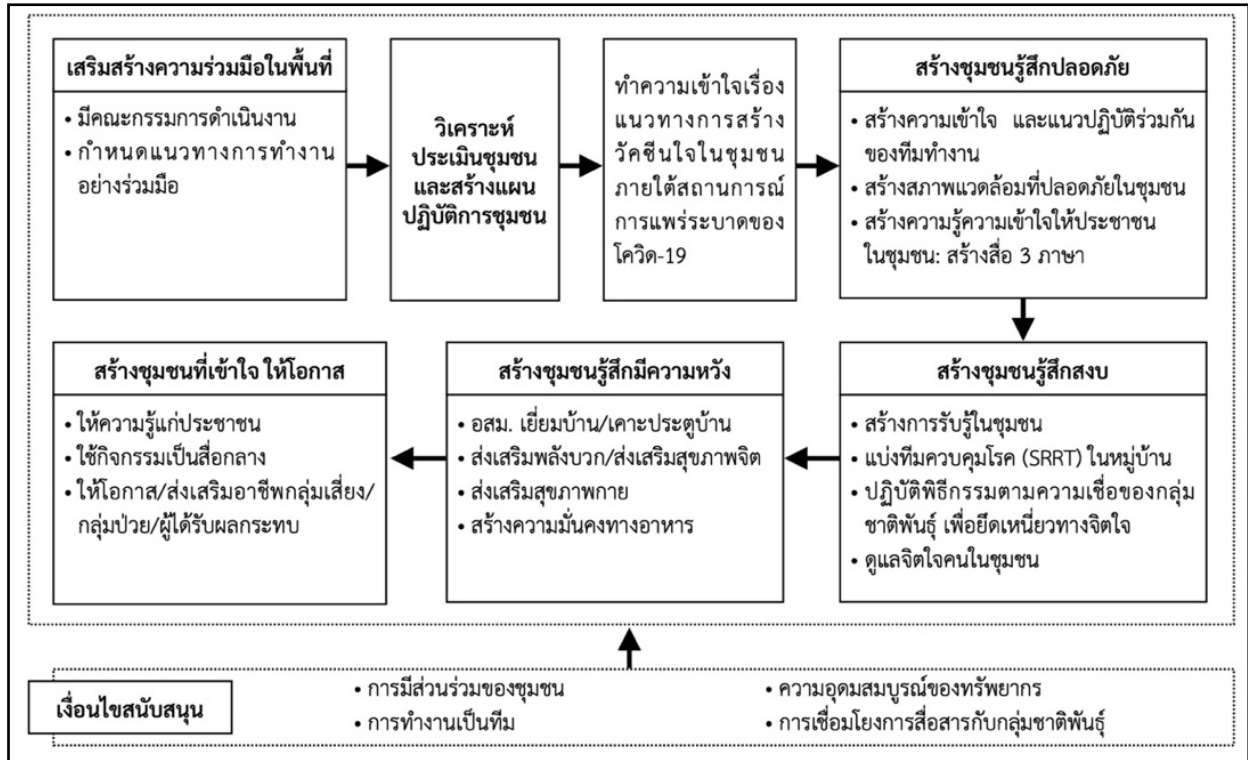 เสริมสร้างความร่วมมือในพื้นที่
• มีคณะกรรมการดำเนินงาน
• กำหนดแนวทางการทำงาน
อย่างร่วมมือ
วิเคราะห์
ประเมินชุมชน
และสร้างแผน
ปฏิบัติการชุมชน
ทำความเข้าใจเรื่อง
แนวทางการสร้าง
วัคซีนใจในชุมชน
ภายใต้สถานการณ์
การแพร่ระบาดของ
โควิด-19
สร้างชุมชนรู้สึกปลอดภัย
• สร้างความเข้าใจ และแนวปฏิบัติร่วมกัน
ของทีมทำงาน
• สร้างสภาพแวดล้อมที่ปลอดภัยในชุมชน
• สร้างความรู้ความเข้าใจให้ประชาชน
ในชุมชน: สร้างสื่อ 3 ภาษา
สร้างชุมชนรู้สึกสงบ
• สร้างการรับรู้ในชุมชน
• แบ่งทีมควบคุมโรค (SRRT) ในหมู่บ้าน
• ปฏิบัติพิธีกรรมตามความเชื่อของกลุ่ม
ชาติพันธุ์ เพื่อยึดเหนี่ยวทางจิตใจ
• ดูแลจิตใจคนในชุมชน
สร้างชุมชนรู้สึกมีความหวัง
• อสม. เยี่ยมบ้าน/เคาะประตูบ้าน
• ส่งเสริมพลังบวก/ส่งเสริมสุขภาพจิต
• ส่งเสริมสุขภาพกาย
• สร้างความมั่นคงทางอาหาร
สร้างชุมชนที่เข้าใจ ให้โอกาส
• ให้ความรู้แก่ประชาชน
• ใช้กิจกรรมเป็นสื่อกลาง
• ให้โอกาส/ส่งเสริมอาชีพกลุ่มเสี่ยง/
กลุ่มป่วย/ผู้ได้รับผลกระทบ
เงื่อนไขสนับสนุน
• การมีส่วนร่วมของชุมชน
• การทำงานเป็นทีม
• ความอุดมสมบูรณ์ของทรัพยากร
• การเชื่อมโยงการสื่อสารกับกลุ่มชาติพันธุ์